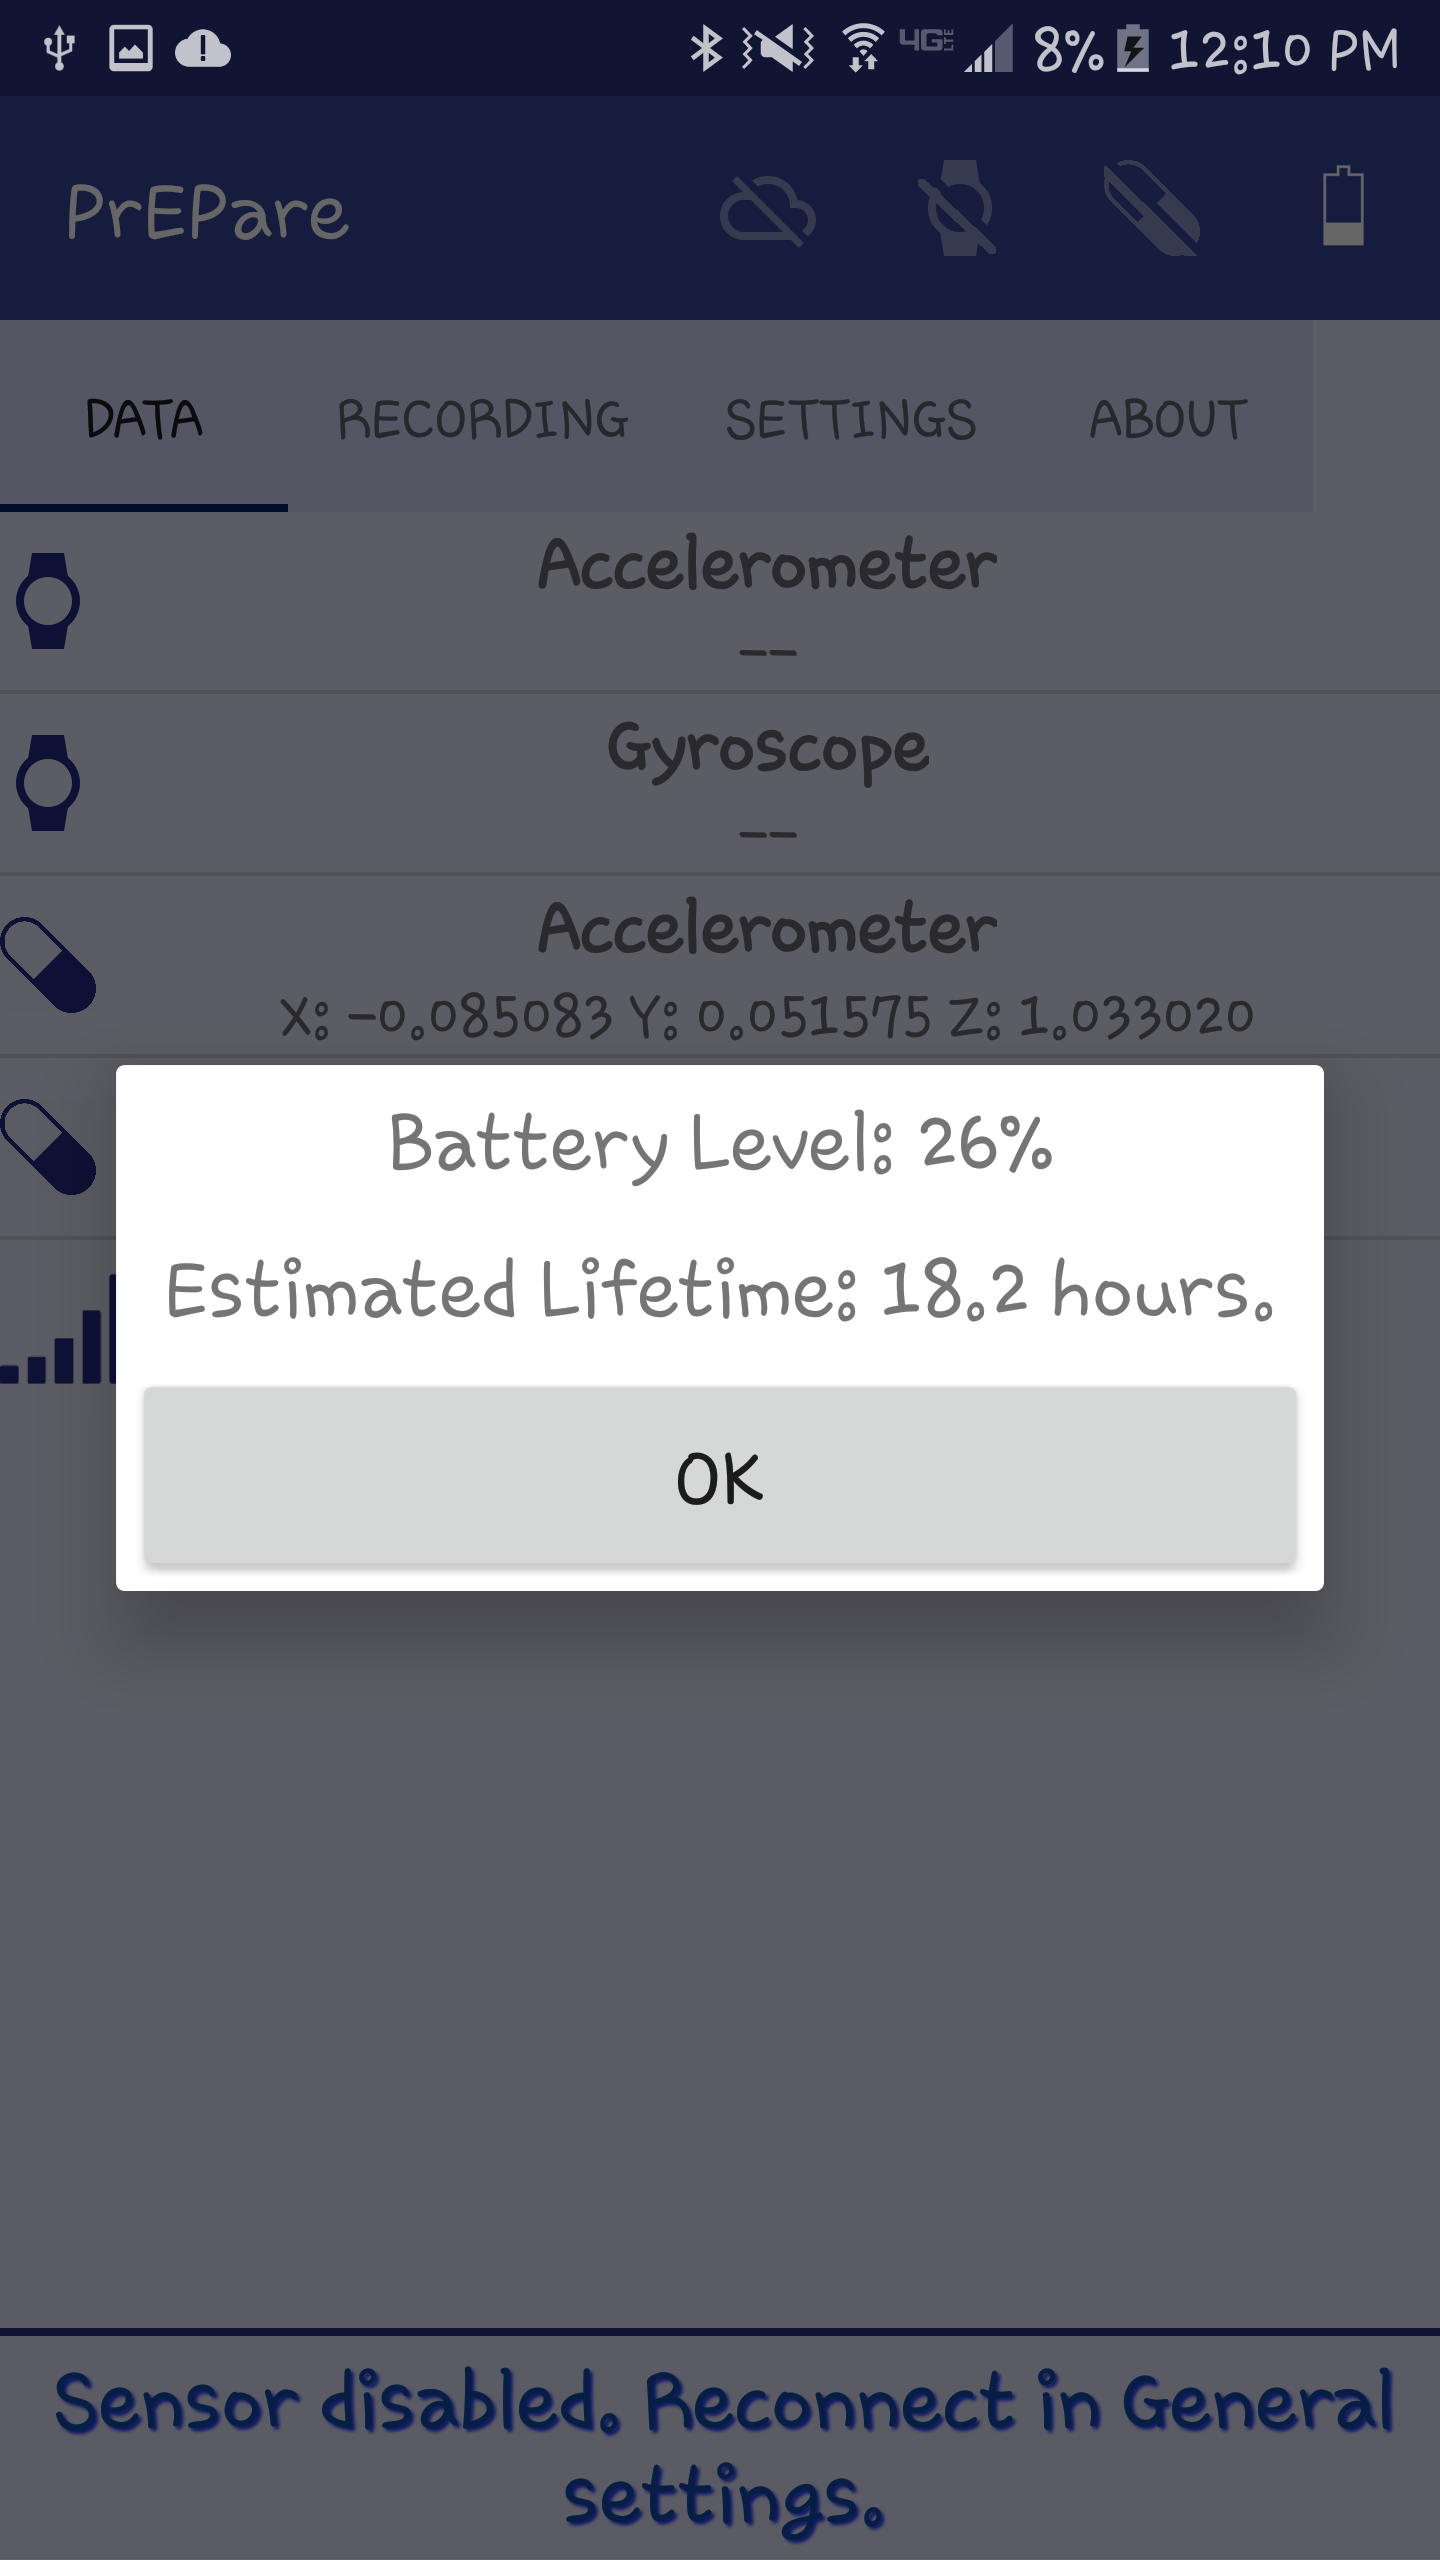 4G LTE 8% 12:10 PM
PrEPare
DATA RECORDING SETTINGS ABOUT
Accelerometer
--
Gyroscope
--
Accelerometer
X: -0.085083 Y: 0.051575 Z: 1.033020
Battery Level: 26%
Estimated Lifetime: 18.2 hours.
OK
Sensor disabled. Reconnect in General
settings.